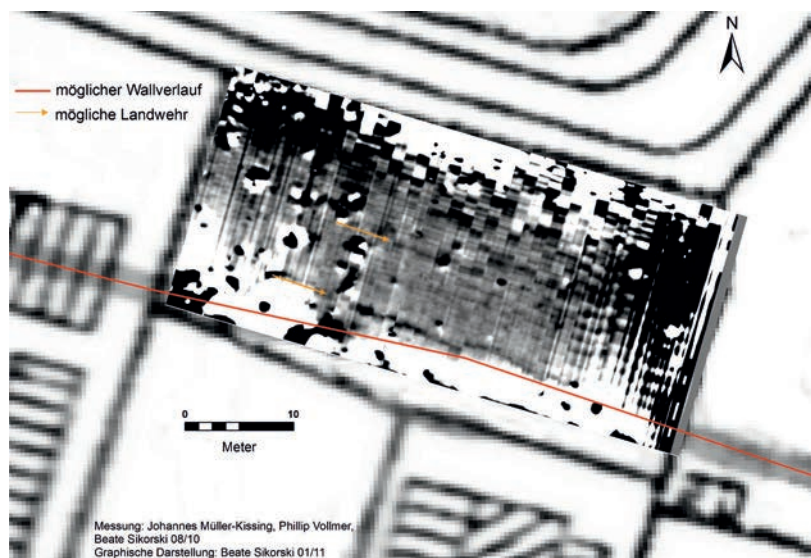 N
möglicher Wallverlauf
mögliche Landwehr
0 10
Meter
Messung: Johannes Müller-Kissing, Phillip Vollmer,
Beate Sikorski 08/10
Graphische Darstellung: Beate Sikorski 01/11